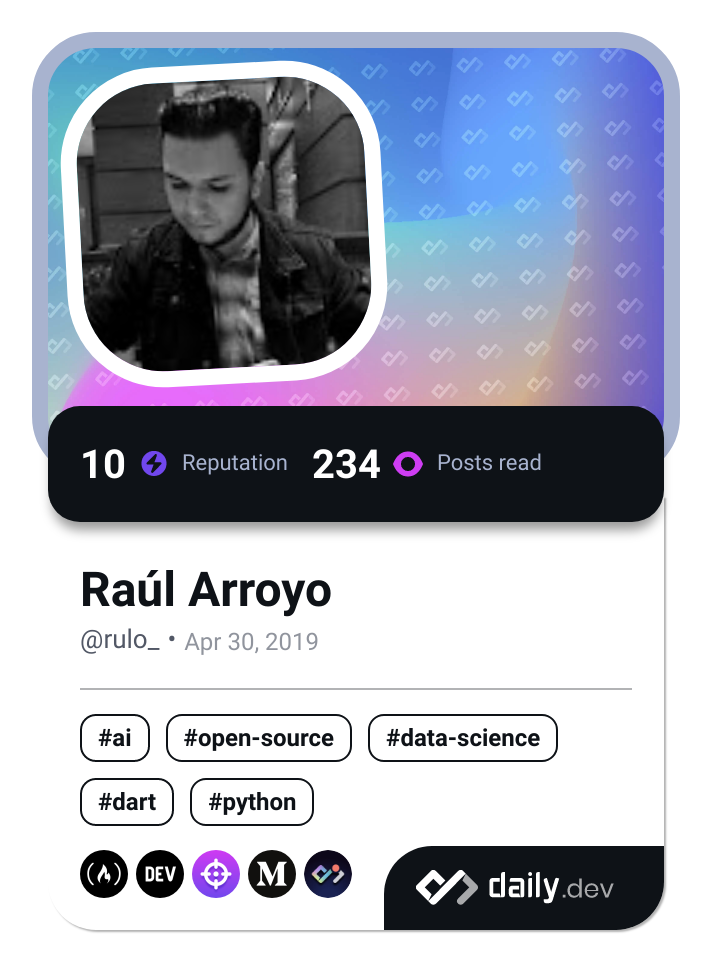 10 Reputation 234 Posts read
Raúl Arroyo
@rulo_ • Apr 30, 2019
#ai #open-source #data-science
#dart #python
DEV M daily.dev